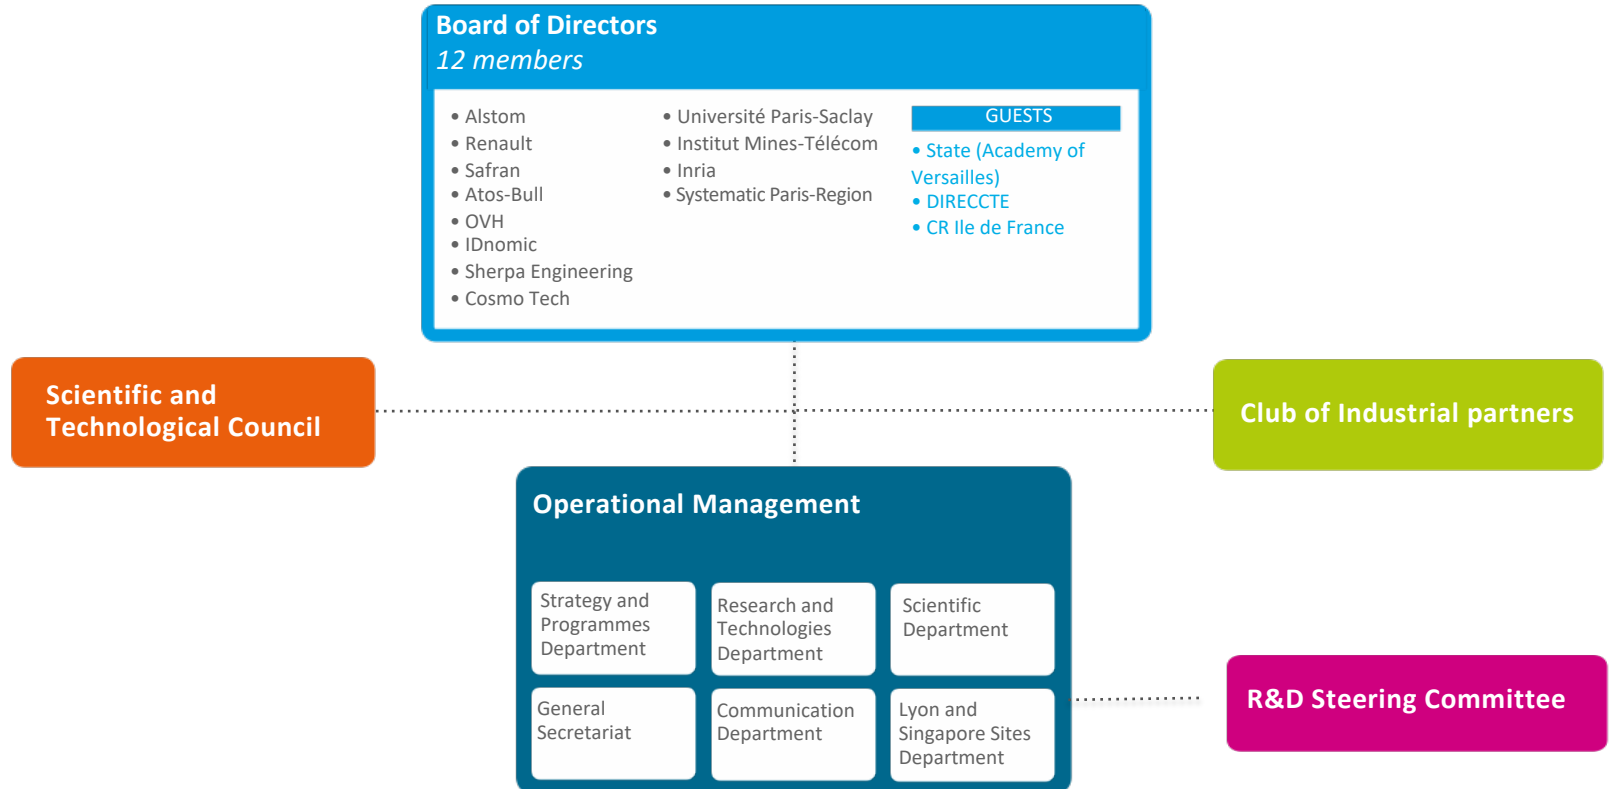 Board of Directors
12 members
• Alstom
• Renault
• Safran
• Atos-Bull
• OVH
• IDnomic
• Sherpa Engineering
• Cosmo Tech
• Université Paris-Saclay
• Institut Mines-Télécom
• Inria
• Systematic Paris-Region
GUESTS
• State (Academy of
Versailles)
• DIRECCTE
• CR Ile de France
Scientific and
Technological Council
Club of Industrial partners
Operational Management
Strategy and
Programmes
Department
Research and
Technologies
Department
Scientific
Department
General
Secretariat
Communication
Department
Lyon and
Singapore Sites
Department
R&D Steering Committee